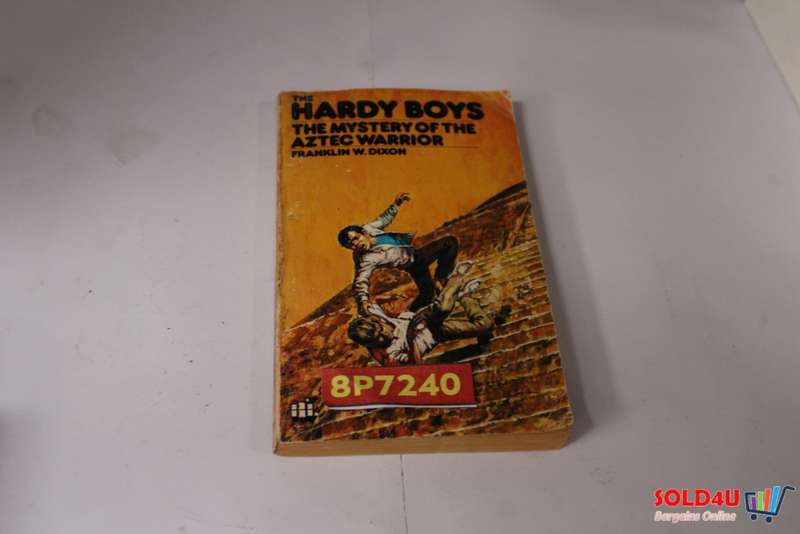 THE
HARDY BOYS
THE MYSTERY OF THE
AZTEC WARRIOR
FRANKLIN W. DIXON
8P7240
SOLD4U
Bargains Online